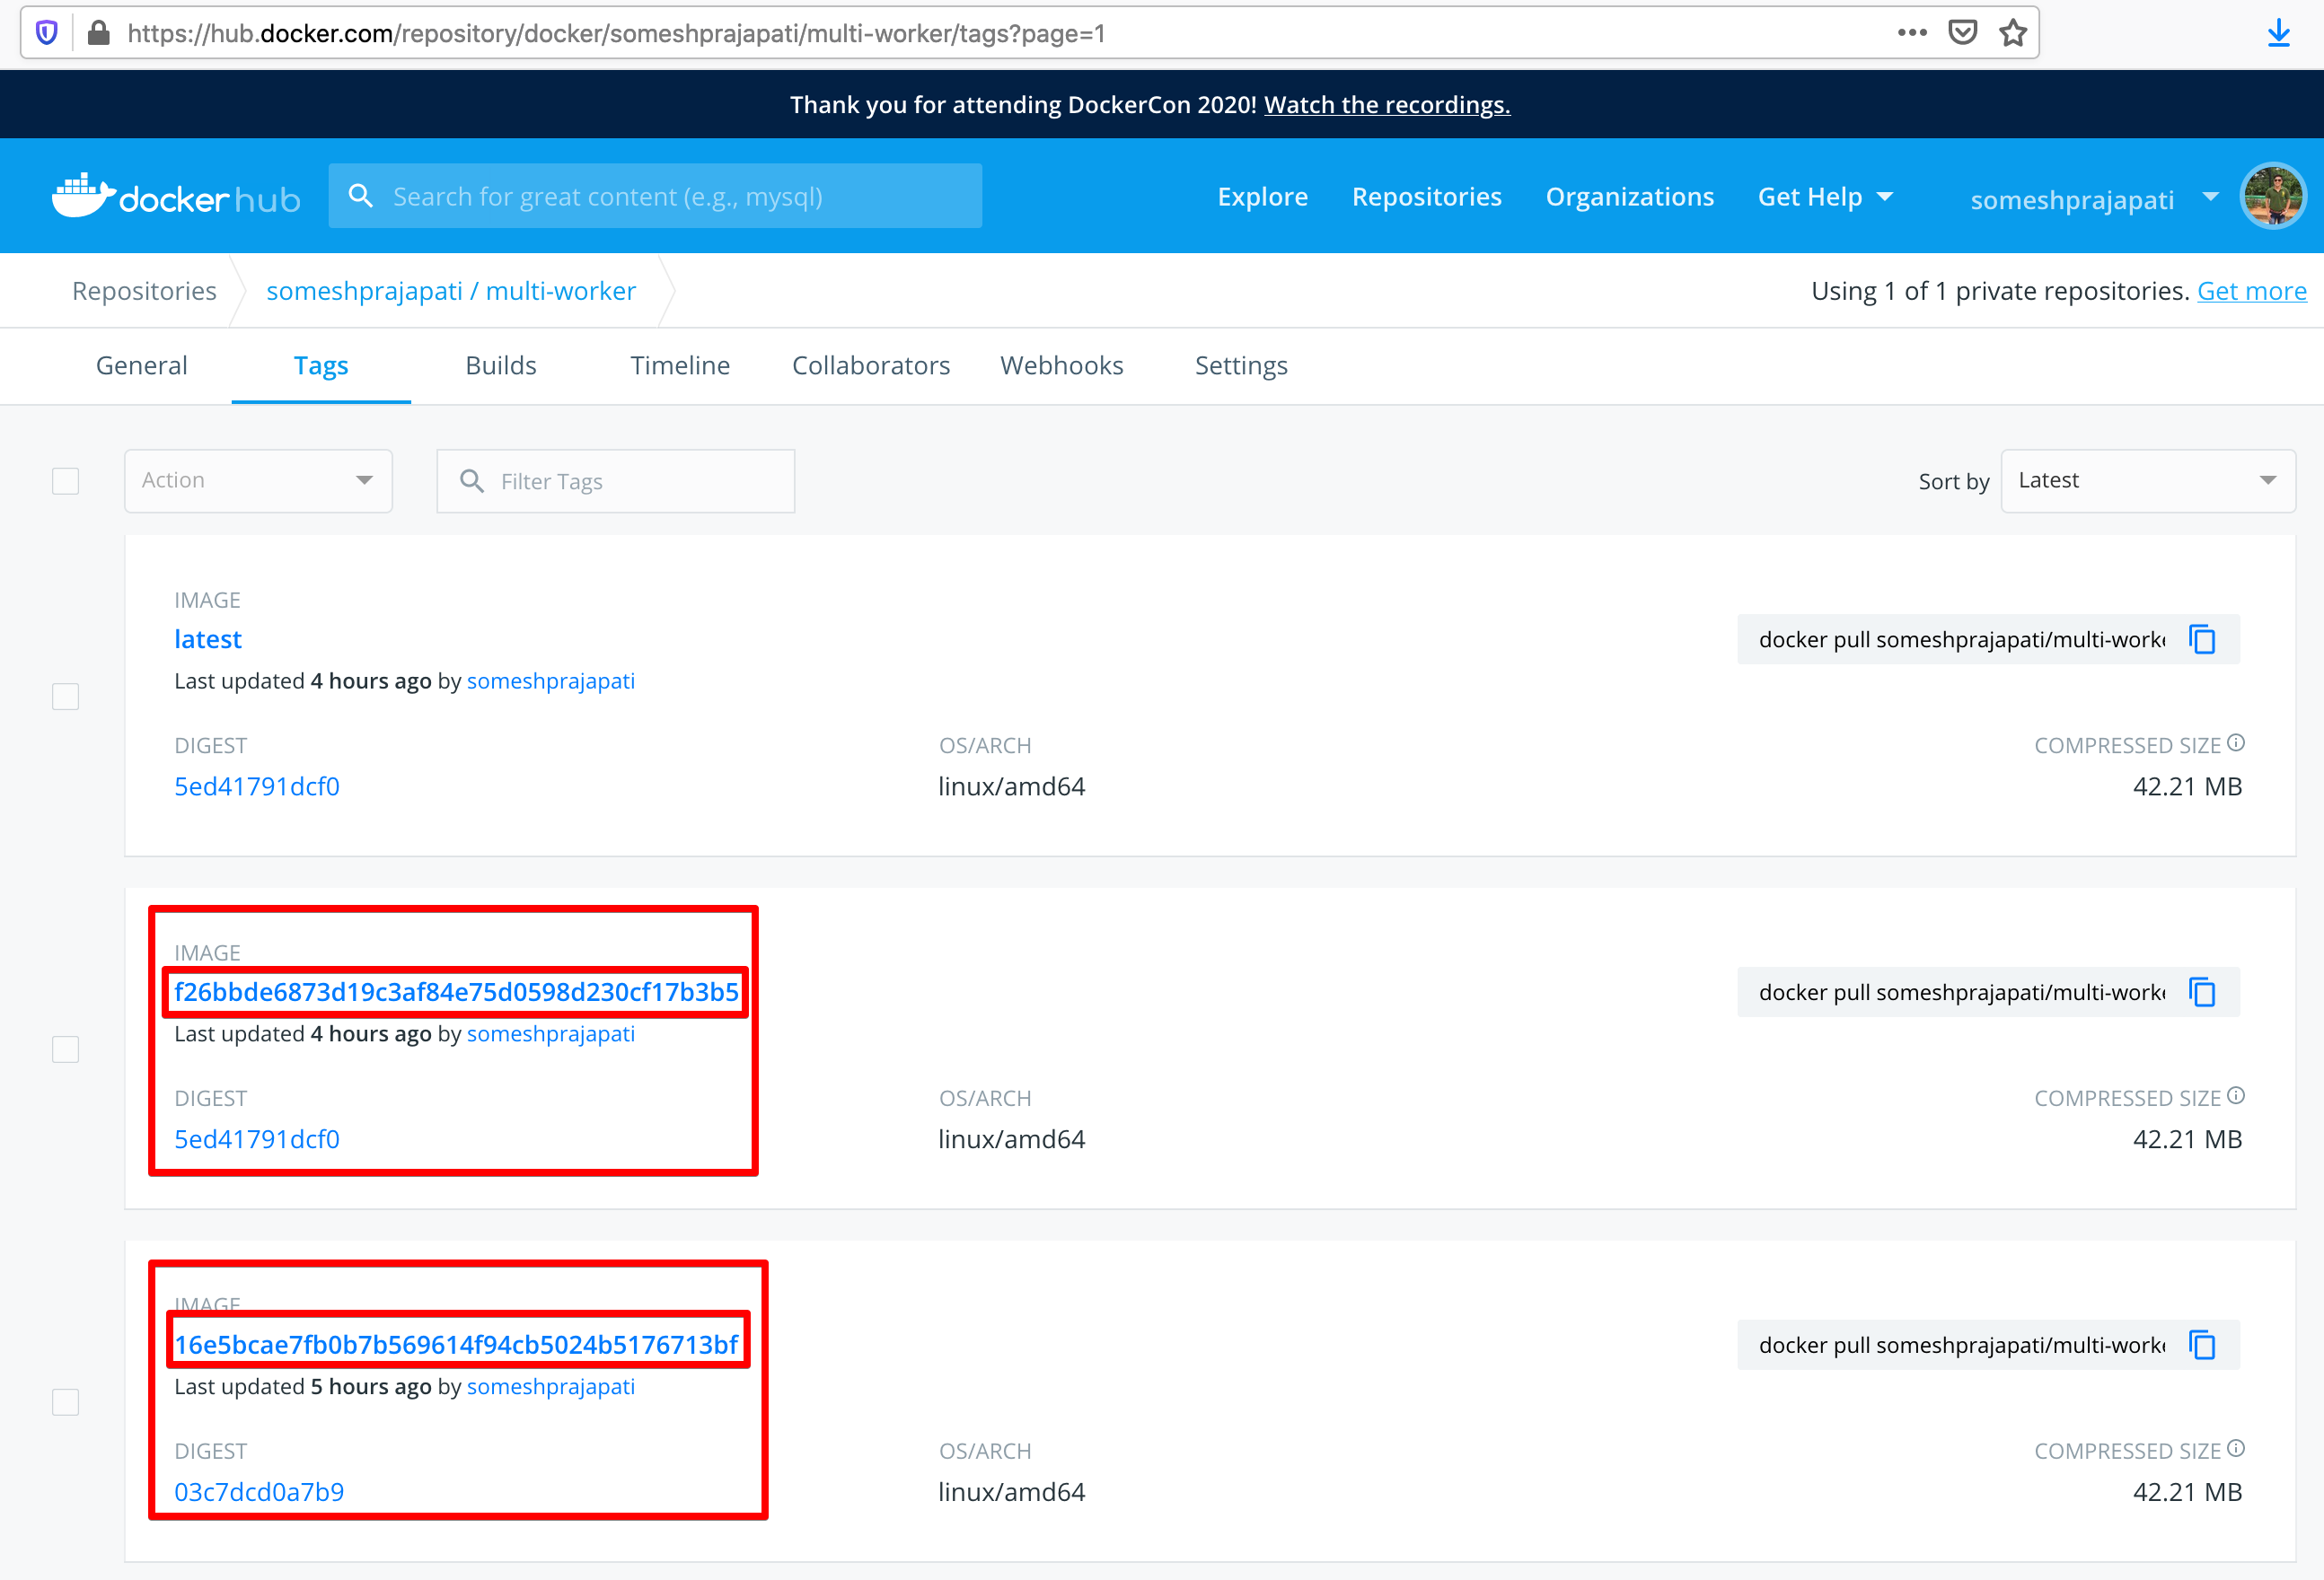 https://hub.docker.com/repository/docker/someshprajapati/multi-worker/tags?page=1
Thank you for attending DockerCon 2020! Watch the recordings.
docker hub
Search for great content (e.g., mysql)
Explore
Repositories
Organizations
Get Help
someshprajapati
Repositories
someshprajapati / multi-worker
Using 1 of 1 private repositories. Get more
General
Tags
Builds
Timeline
Collaborators
Webhooks
Settings
Action
Filter Tags
Sort by
Latest
IMAGE
latest
docker pull someshprajapati/multi-worke
Last updated 4 hours ago by someshprajapati
DIGEST
OS/ARCH
COMPRESSED SIZE
5ed41791dcf0
linux/amd64
42.21 MB
IMAGE
f26bbde6873d19c3af84e75d0598d230cf17b3b5
docker pull someshprajapati/multi-worke
Last updated 4 hours ago by someshprajapati
DIGEST
OS/ARCH
COMPRESSED SIZE
5ed41791dcf0
linux/amd64
42.21 MB
IMAGE
16e5bcae7fb0b7b569614f94cb5024b5176713bf
docker pull someshprajapati/multi-worke
Last updated 5 hours ago by someshprajapati
DIGEST
OS/ARCH
COMPRESSED SIZE
03c7dcd0a7b9
linux/amd64
42.21 MB